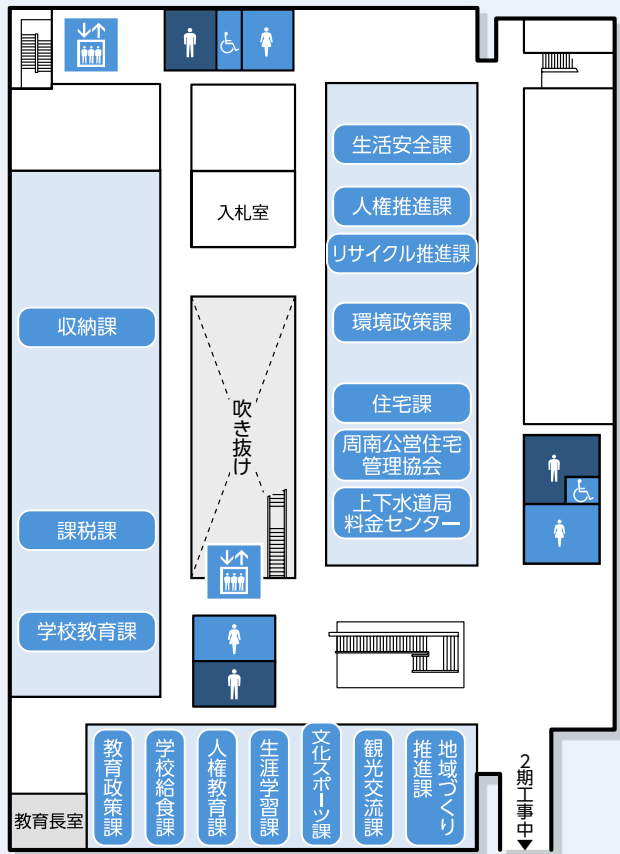 生活安全課
入札室
人権推進課
リサイクル推進課
収納課
環境政策課
吹き抜け
住宅課
周南公営住宅
管理協会
上下水道局
料金センター
課税課
学校教育課
教育政策課
学校給食課
人権教育課
生涯学習課
文化スポーツ課
観光交流課
地域づくり
推進課
2期工事中▼
教育長室